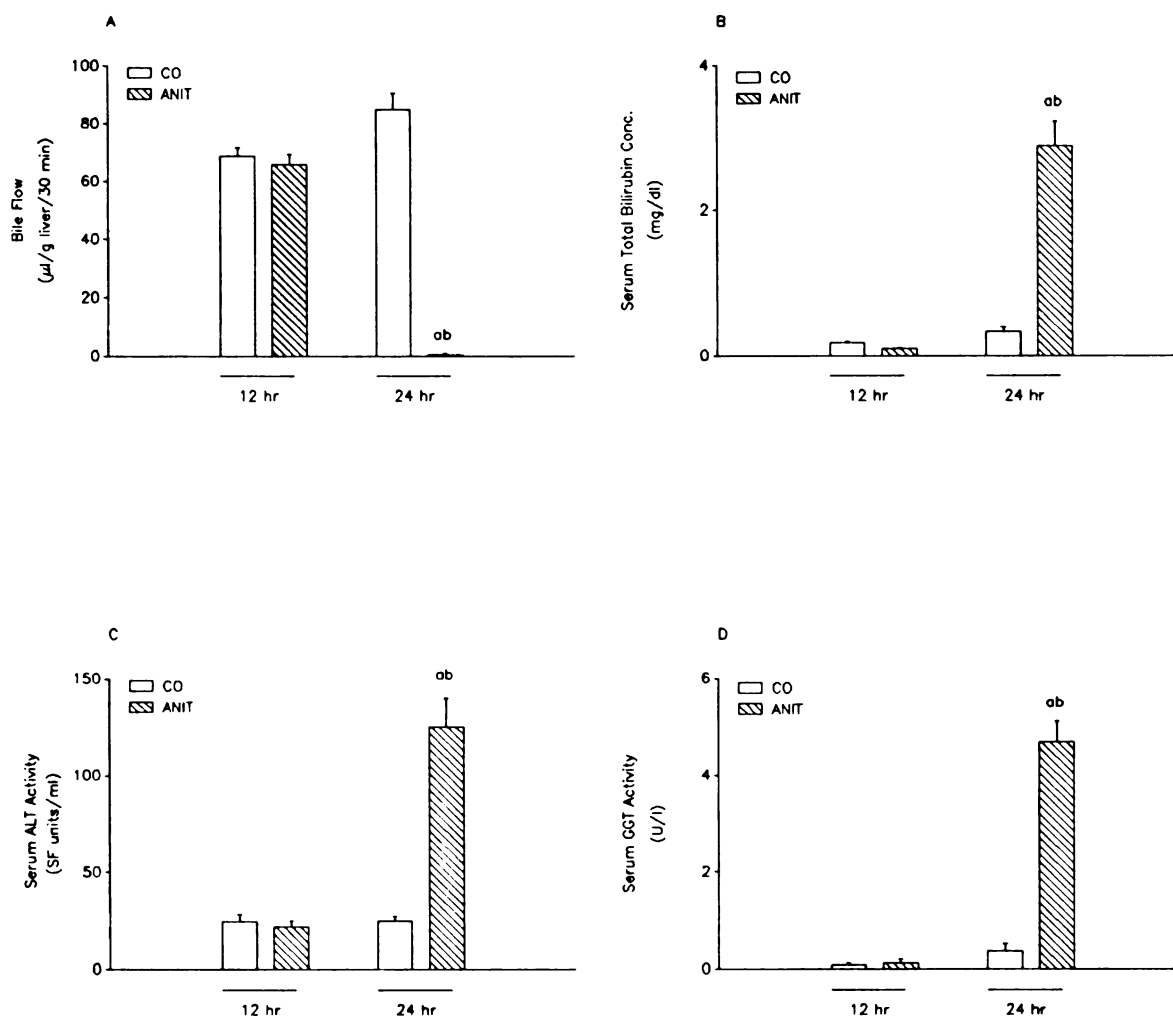 A
100
80
60
40
20
0
Bile Flow
(μl/g liver/30 min)
CO
ANIT
ab
12 hr
24 hr
B
4
2
0
Serum Total Bilirubin Conc.
(mg/dl)
CO
ANIT
ab
12 hr
24 hr
C
150
100
50
0
Serum ALT Activity
(SF units/ml)
CO
ANIT
ab
12 hr
24 hr
D
6
4
2
0
Serum GGT Activity
(U/l)
CO
ANIT
ab
12 hr
24 hr